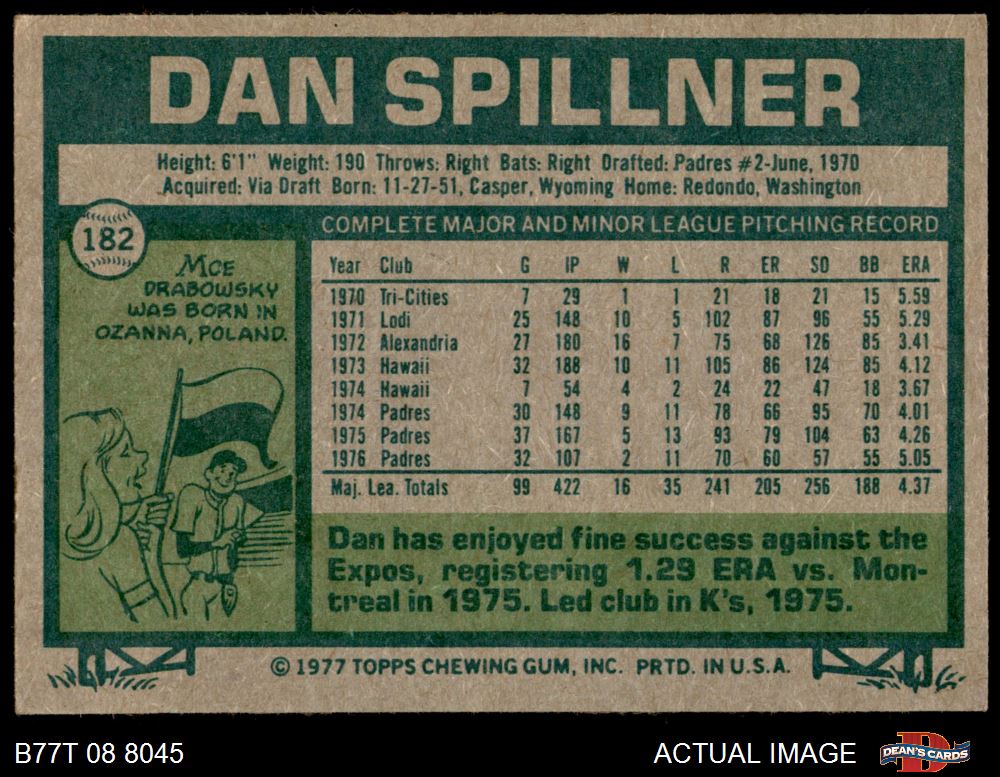 DAN SPILLNER
Height: 6'1" Weight: 190 Throws: Right Bats: Right Drafted: Padres #2-June, 1970
Acquired: Via Draft Born: 11-27-51, Casper, Wyoming Home: Redondo, Washington
182
MOE
DRABOWSKY
WAS BORN IN
OZANNA, POLAND.
COMPLETE MAJOR AND MINOR LEAGUE PITCHING RECORD
Year Club G IP W L R ER SO BB ERA
1970 Tri-Cities 7 29 1 1 21 18 21 15 5.59
1971 Lodi 25 148 10 5 102 87 96 55 5.29
1972 Alexandria 27 180 16 7 75 68 126 85 3.41
1973 Hawaii 32 188 10 11 105 86 124 85 4.12
1974 Hawaii 7 54 4 2 24 22 47 18 3.67
1974 Padres 30 148 9 11 78 66 95 70 4.01
1975 Padres 37 167 5 13 93 79 104 63 4.26
1976 Padres 32 107 2 11 70 60 57 55 5.05
Maj. Lea. Totals 99 422 16 35 241 205 256 188 4.37
Dan has enjoyed fine success against the
Expos, registering 1.29 ERA vs. Mon-
treal in 1975. Led club in K's, 1975.
© 1977 TOPPS CHEWING GUM, INC. PRTD. IN U.S.A.
B77T 08 8045
ACTUAL IMAGE
D
DEAN'S CARDS